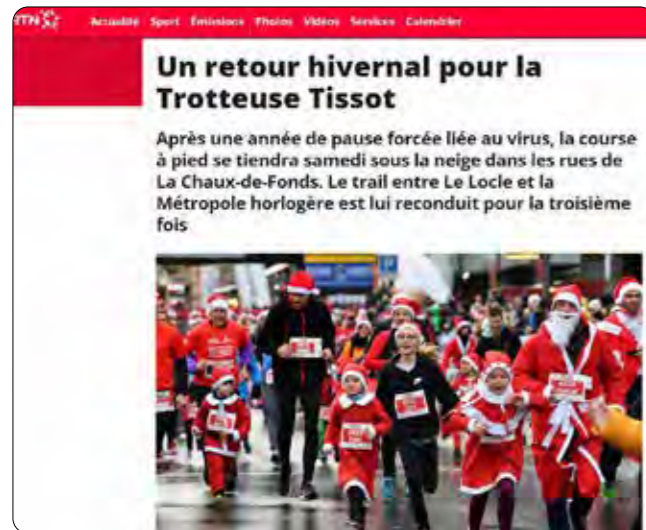 RTN
Actualité Sport Émissions Photos Vidéos Services Calendrier
Un retour hivernal pour la
Trotteuse Tissot
Après une année de pause forcée liée au virus, la course
à pied se tiendra samedi sous la neige dans les rues de
La Chaux-de-Fonds. Le trail entre Le Locle et la
Métropole horlogère est lui reconduit pour la troisième
fois